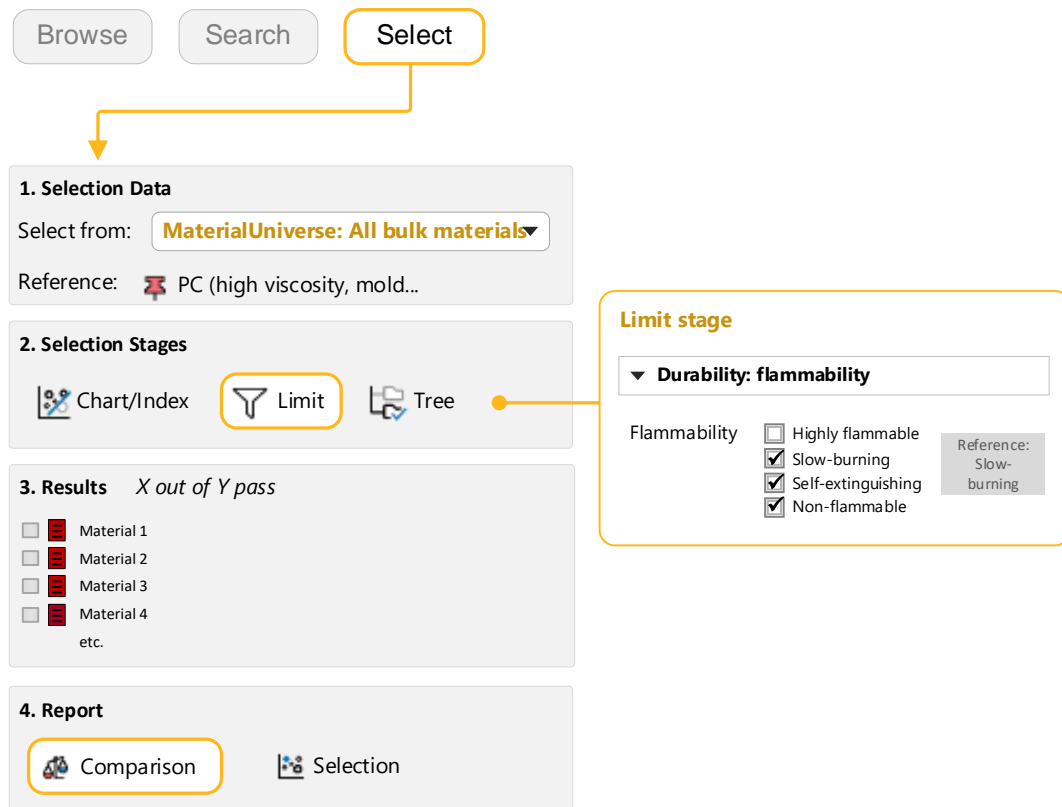 Browse
Search
Select
1. Selection Data
Select from:
MaterialUniverse: All bulk materials
Reference:
PC (high viscosity, mold...
2. Selection Stages
Chart/Index
Limit
Tree
Limit stage
Durability: flammability
Flammability
Highly flammable
Slow-burning
Self-extinguishing
Non-flammable
Reference:
Slow-
burning
3. Results
X out of Y pass
Material 1
Material 2
Material 3
Material 4
etc.
4. Report
Comparison
Selection